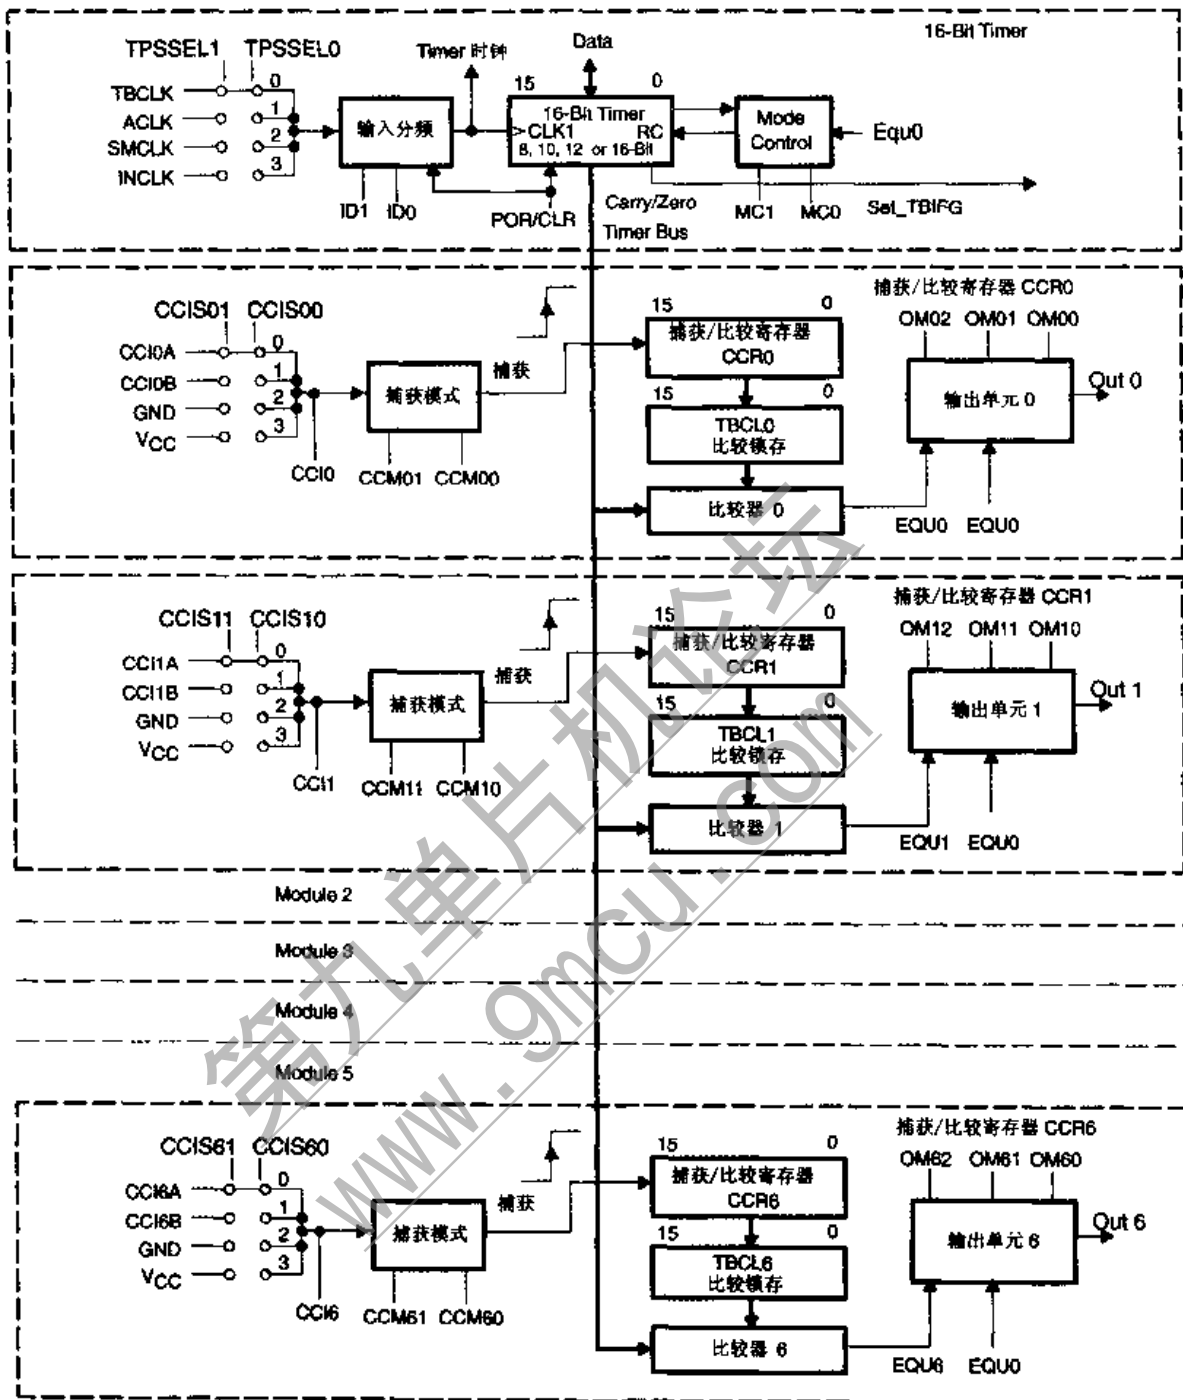 16-Bit Timer
TPSSEL1 TPSSEL0
Timer 时钟
Data
TBCLK
0
ACLK
1
SMCLK
2
INCLK
3
输入分频
ID1 ID0
15 0
16-Bit Timer
>CLK1 RC
8, 10, 12 or 16-Bit
POR/CLR
Carry/Zero
Timer Bus
Mode
Control
Equ0
MC1 MC0
Set_TBIFG
CCIS01 CCIS00
CCI0A
0
CCI0B
1
GND
2
VCC
3
CCI0
捕获模式
CCM01 CCM00
捕获
15 0
捕获/比较寄存器
CCR0
15 0
TBCL0
比较锁存
比较器 0
捕获/比较寄存器 CCR0
OM02 OM01 OM00
输出单元 0
Out 0
EQU0 EQU0
CCIS11 CCIS10
CCI1A
0
CCI1B
1
GND
2
VCC
3
CCI1
捕获模式
CCM11 CCM10
捕获
15 0
捕获/比较寄存器
CCR1
15 0
TBCL1
比较锁存
比较器 1
捕获/比较寄存器 CCR1
OM12 OM11 OM10
输出单元 1
Out 1
EQU1 EQU0
Module 2
Module 3
Module 4
Module 5
CCIS61 CCIS60
CCI6A
0
CCI6B
1
GND
2
VCC
3
CCI6
捕获模式
CCM61 CCM60
捕获
15 0
捕获/比较寄存器
CCR6
15 0
TBCL6
比较锁存
比较器 6
捕获/比较寄存器 CCR6
OM62 OM61 OM60
输出单元 6
Out 6
EQU6 EQU0
第九单片机论坛
www.9mcu.com